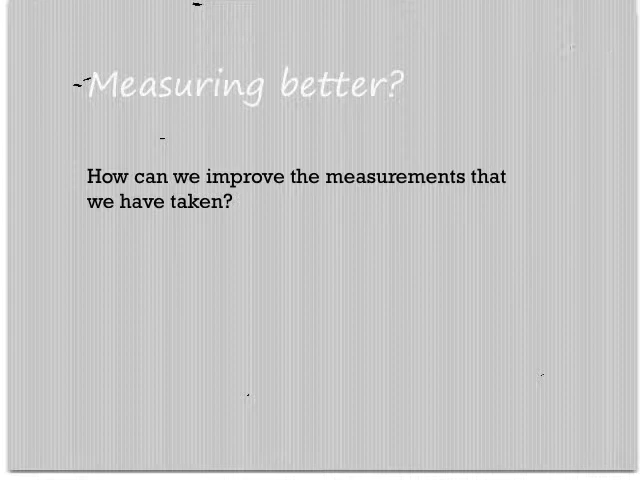 Measuring better?
How can we improve the measurements that
we have taken?